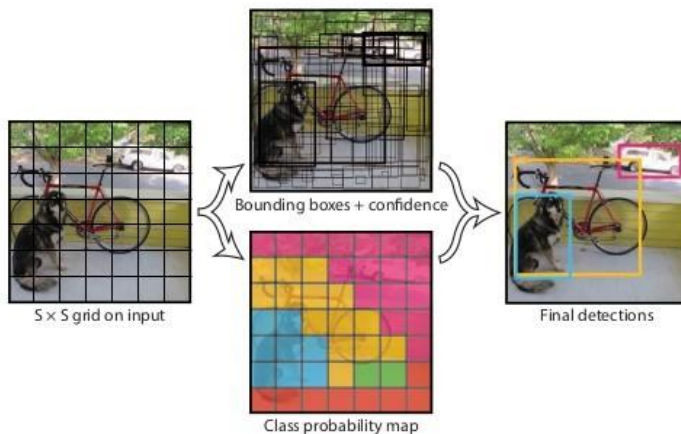 Bounding boxes + confidence
S × S grid on input
Final detections
Class probability map